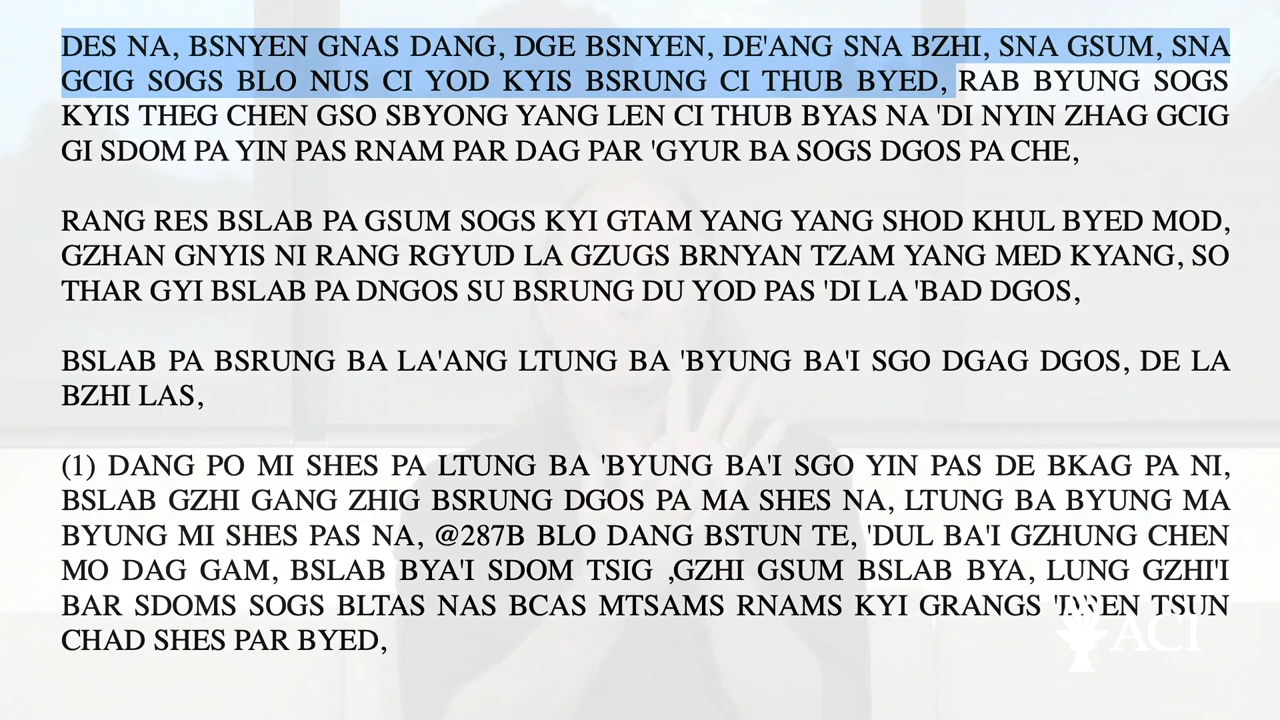 DES NA, BSNYEN GNAS DANG, DGE BSNYEN, DE'ANG SNA BZHI, SNA GSUM, SNA
GCIG SOGS BLO NUS CI YOD KYIS BSRUNG CI THUB BYED, RAB BYUNG SOGS
KYIS THEG CHEN GSO SBYONG YANG LEN CI THUB BYAS NA 'DI NYIN ZHAG GCIG
GI SDOM PA YIN PAS RNAM PAR DAG PAR 'GYUR BA SOGS DGOS PA CHE,
RANG RES BSLAB PA GSUM SOGS KYI GTAM YANG YANG SHOD KHUL BYED MOD,
GZHAN GNYIS NI RANG RGYUD LA GZUGS BRNYAN TZAM YANG MED KYANG, SO
THAR GYI BSLAB PA DNGOS SU BSRUNG DU YOD PAS 'DI LA 'BAD DGOS,
BSLAB PA BSRUNG BA LA'ANG LTUNG BA 'BYUNG BA'I SGO DGAG DGOS, DE LA
BZHI LAS,
(1) DANG PO MI SHES PA LTUNG BA 'BYUNG BA'I SGO YIN PAS DE BKAG PA NI,
BSLAB GZHI GANG ZHIG BSRUNG DGOS PA MA SHES NA, LTUNG BA BYUNG MA
BYUNG MI SHES PAS NA, @287B BLO DANG BSTUN TE, 'DUL BA'I GZHUNG CHEN
MO DAG GAM, BSLAB BYA'I SDOM TSIG ,GZHI GSUM BSLAB BYA, LUNG GZHI'I
BAR SDOMS SOGS BLTAS NAS BCAS MTSAMS RNAMS KYI GRANGS 'DREN TSUN
CHAD SHES PAR BYED,
ACI